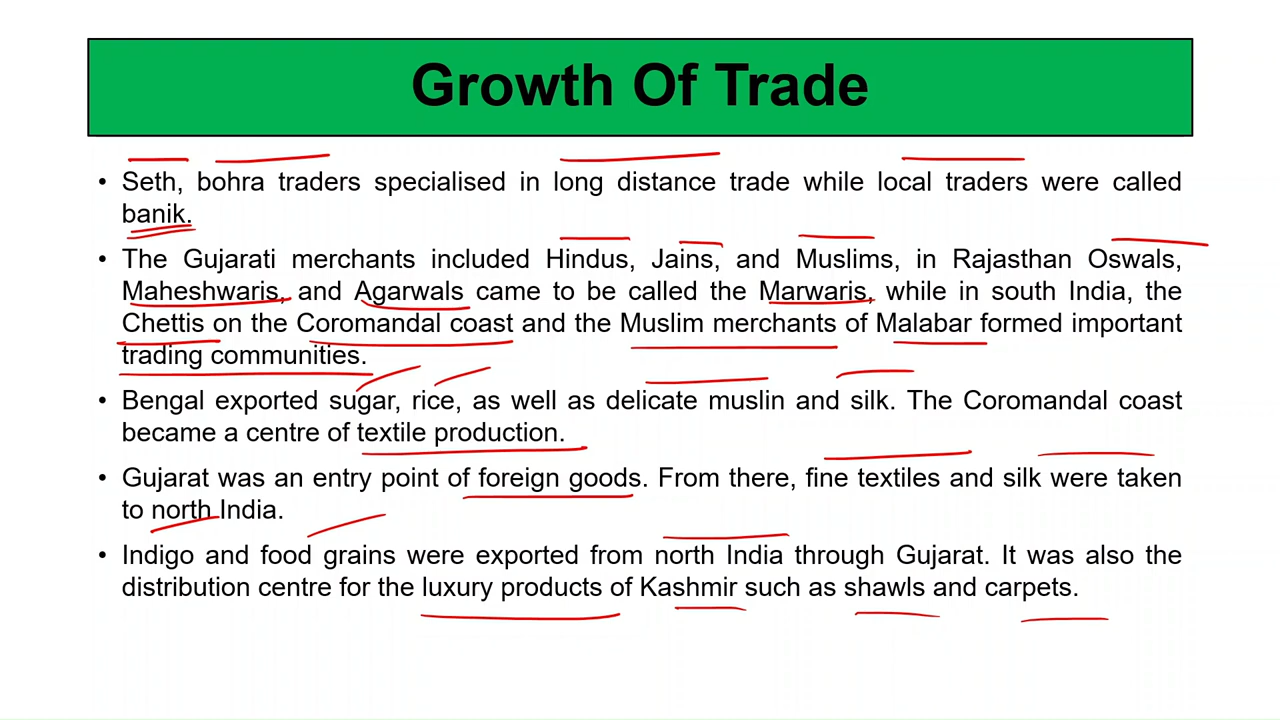 Growth Of Trade
• Seth, bohra traders specialised in long distance trade while local traders were called
banik.
• The Gujarati merchants included Hindus, Jains, and Muslims, in Rajasthan Oswals,
Maheshwaris, and Agarwals came to be called the Marwaris, while in south India, the
Chettis on the Coromandal coast and the Muslim merchants of Malabar formed important
trading communities.
• Bengal exported sugar, rice, as well as delicate muslin and silk. The Coromandal coast
became a centre of textile production.
• Gujarat was an entry point of foreign goods. From there, fine textiles and silk were taken
to north India.
• Indigo and food grains were exported from north India through Gujarat. It was also the
distribution centre for the luxury products of Kashmir such as shawls and carpets.